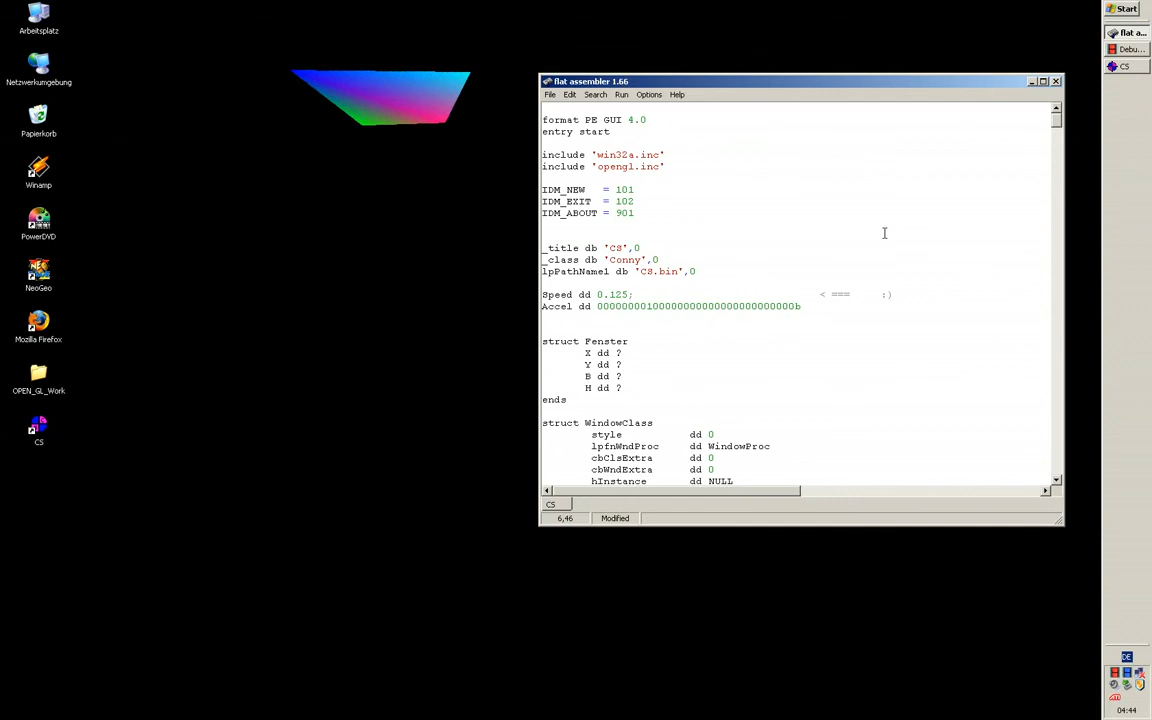 Arbeitsplatz
Netzwerkumgebung
Papierkorb
Winamp
PowerDVD
NeoGeo
Mozilla Firefox
OPEN_GL_Work
CS
flat assembler 1.66
File Edit Search Run Options Help
format PE GUI 4.0
entry start
include 'win32a.inc'
include 'opengl.inc'
IDM_NEW = 101
IDM_EXIT = 102
IDM_ABOUT = 901
_title db 'CS',0
_class db 'Conny',0
lpPathName1 db 'CS.bin',0
Speed dd 0.125; < === :)
Accel dd 00000000100000000000000000000000b
struct Fenster
X dd ?
Y dd ?
B dd ?
H dd ?
ends
struct WindowClass
style dd 0
lpfnWndProc dd WindowProc
cbClsExtra dd 0
cbWndExtra dd 0
hInstance dd NULL
CS
6,46 Modified
Start
flat a...
Debu...
CS
DE
04:44